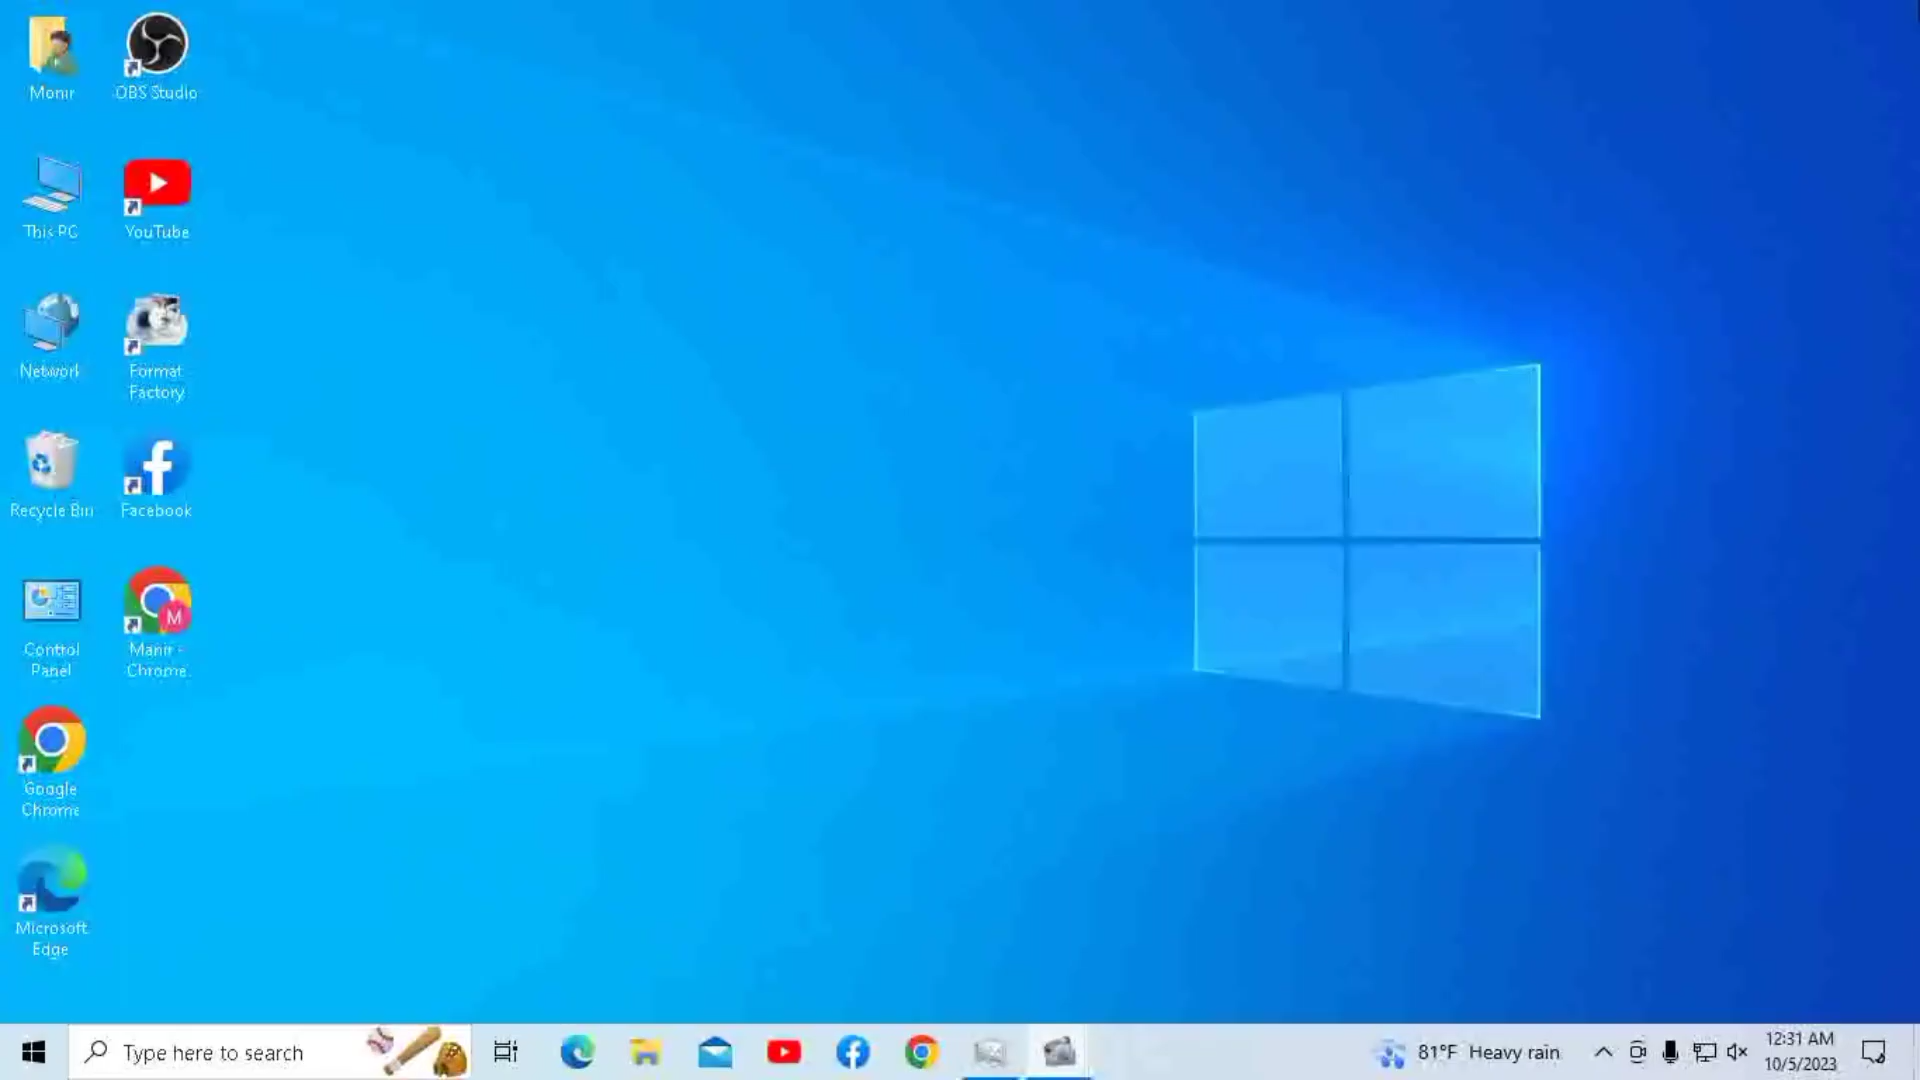 Monir
OBS Studio
This PC
YouTube
Network
Format
Factory
Recycle Bin
Facebook
Control
Panel
M
Manir -
Chrome
Google
Chrome
Microsoft
Edge
Type here to search
81°F Heavy rain
12:31 AM
10/5/2023